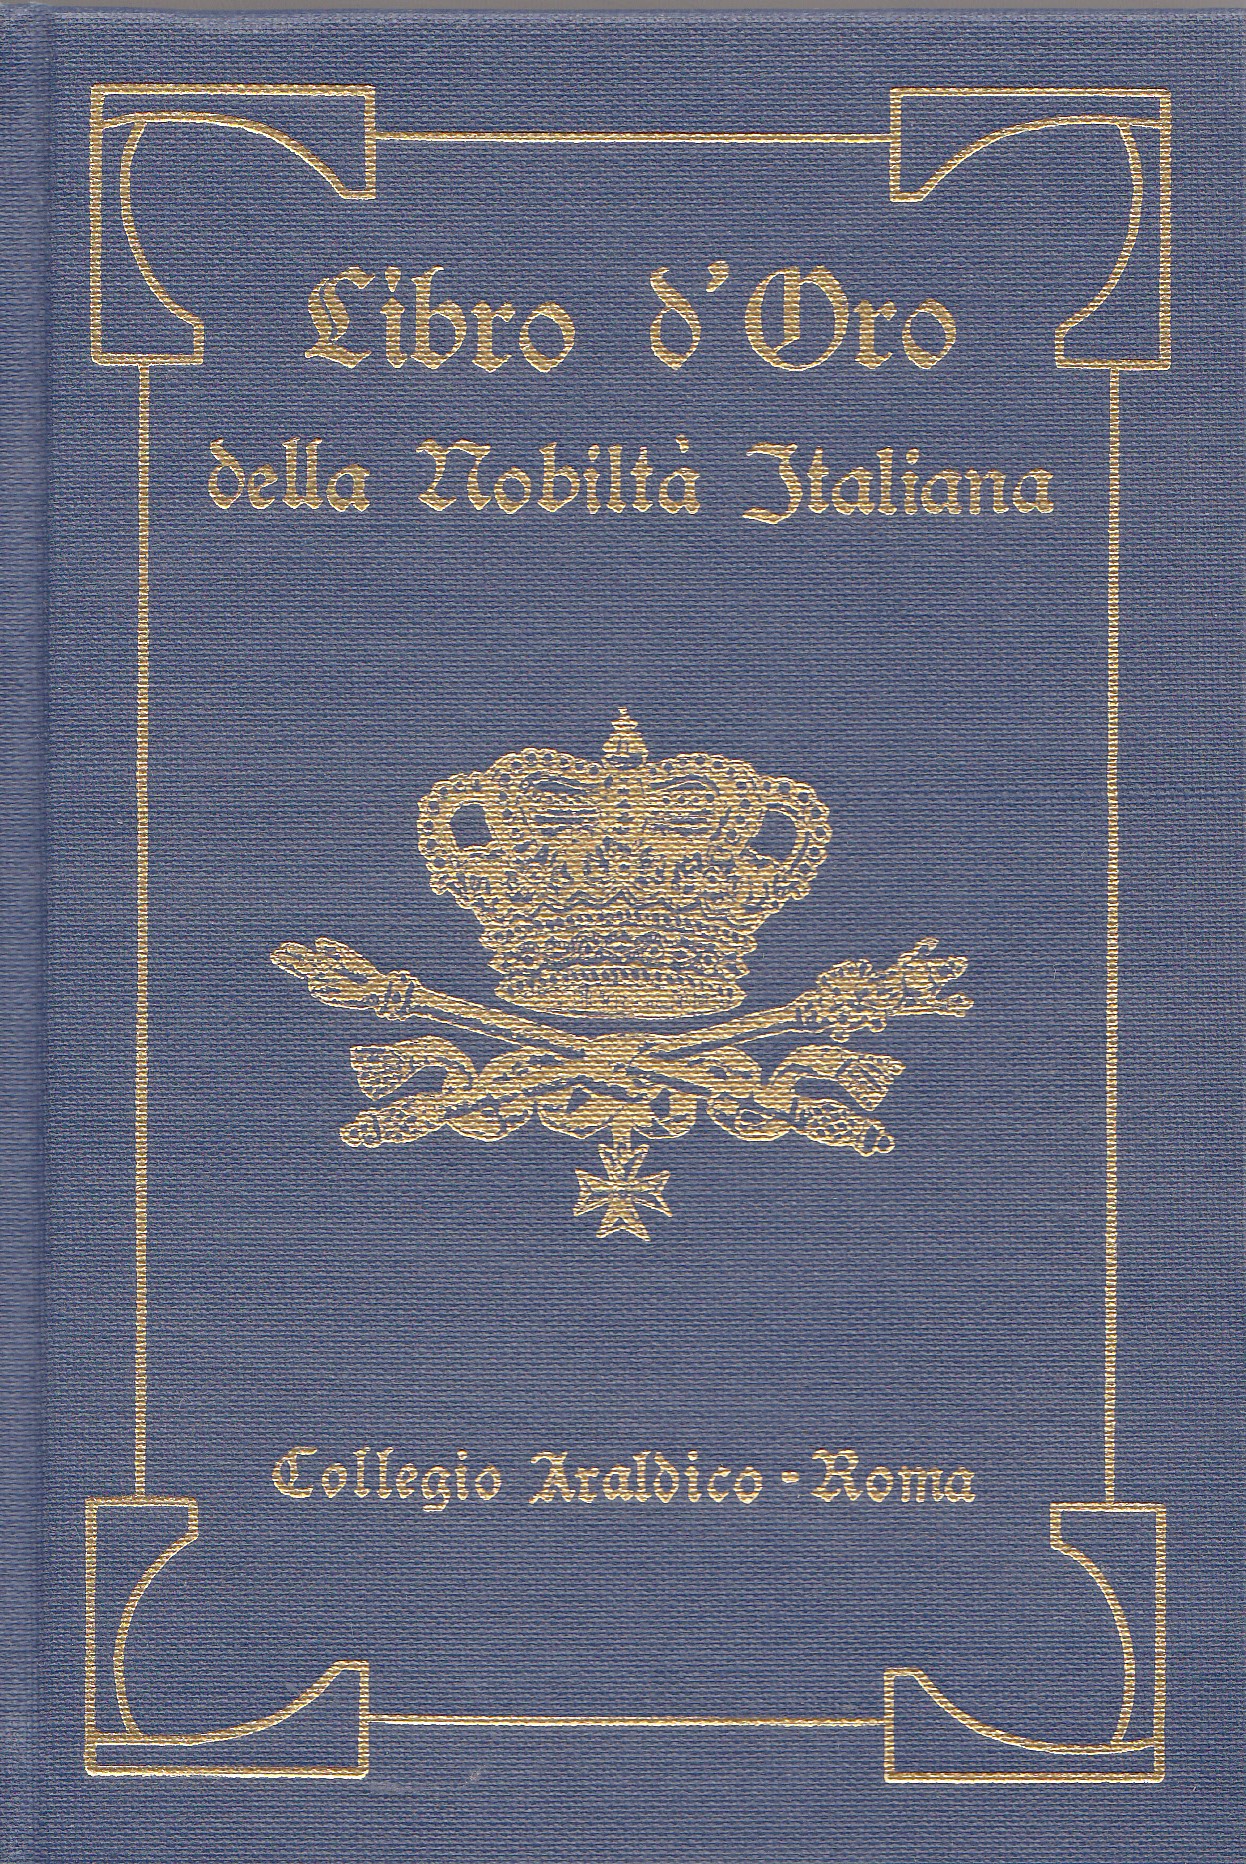 Libro d'Oro
della Nobiltà Italiana
Collegio Araldico - Roma